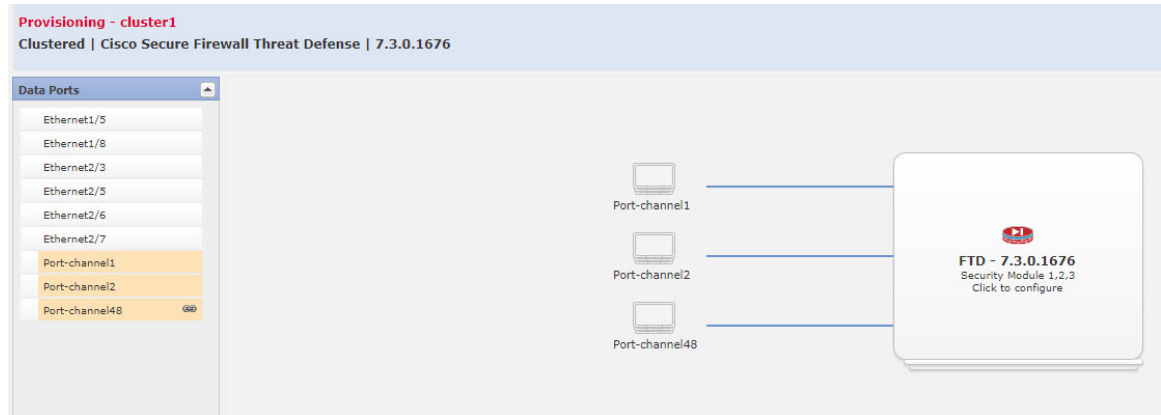 Provisioning - cluster1
Clustered | Cisco Secure Firewall Threat Defense | 7.3.0.1676
Data Ports
Ethernet1/5
Ethernet1/8
Ethernet2/3
Ethernet2/5
Ethernet2/6
Ethernet2/7
Port-channel1
Port-channel2
Port-channel48
Port-channel1
Port-channel2
Port-channel48
FTD - 7.3.0.1676
Security Module 1,2,3
Click to configure